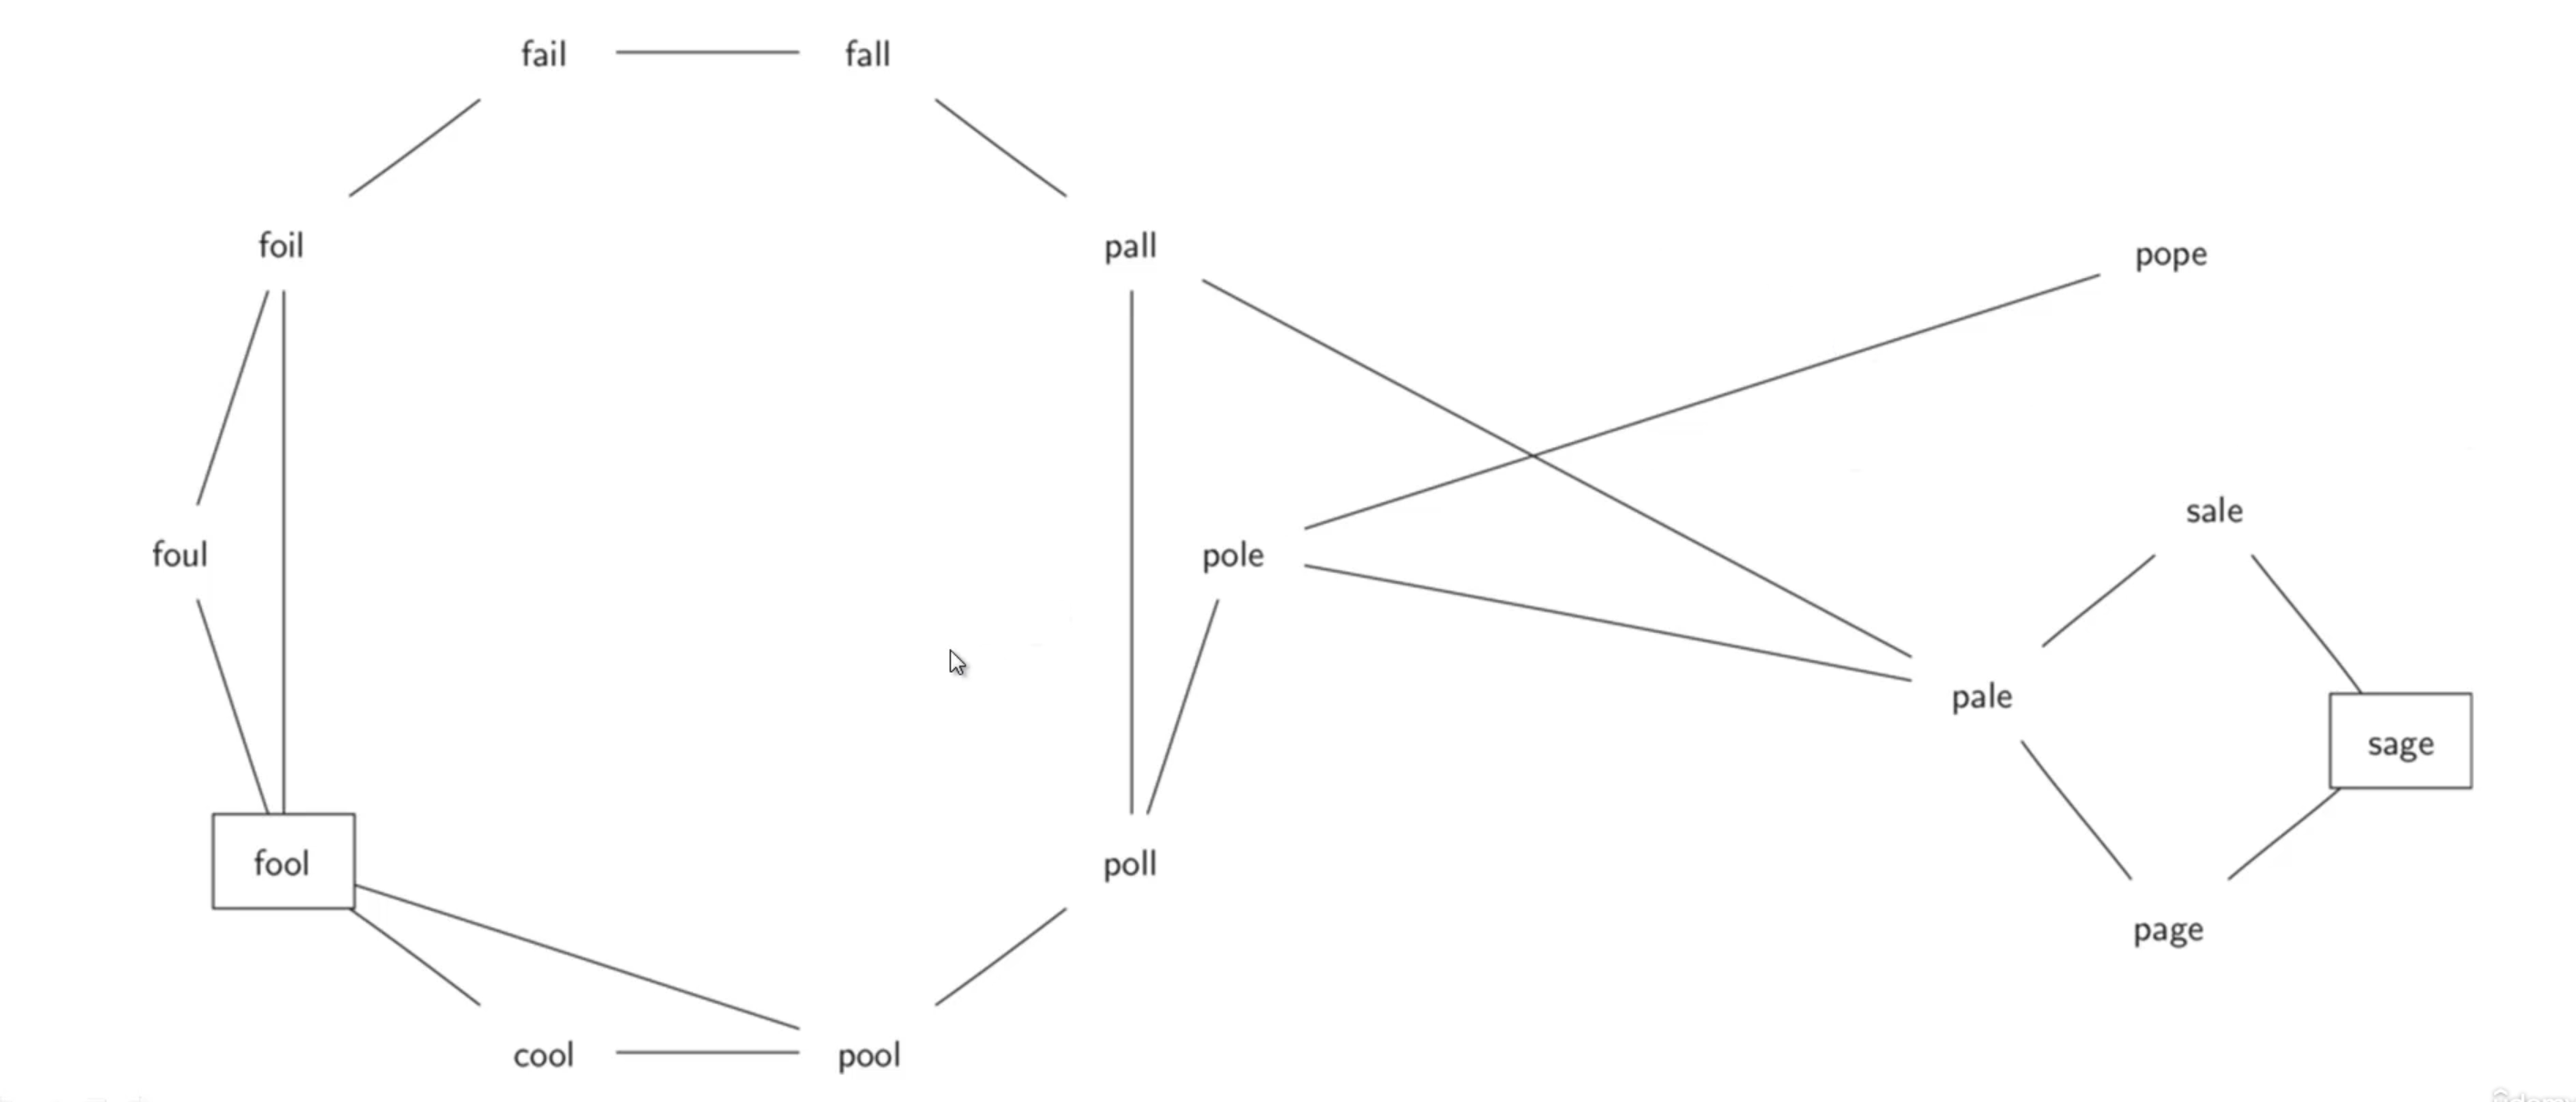 fail fall
foil pall pope
sale
foul pole
pale
sage
fool poll
page
cool pool